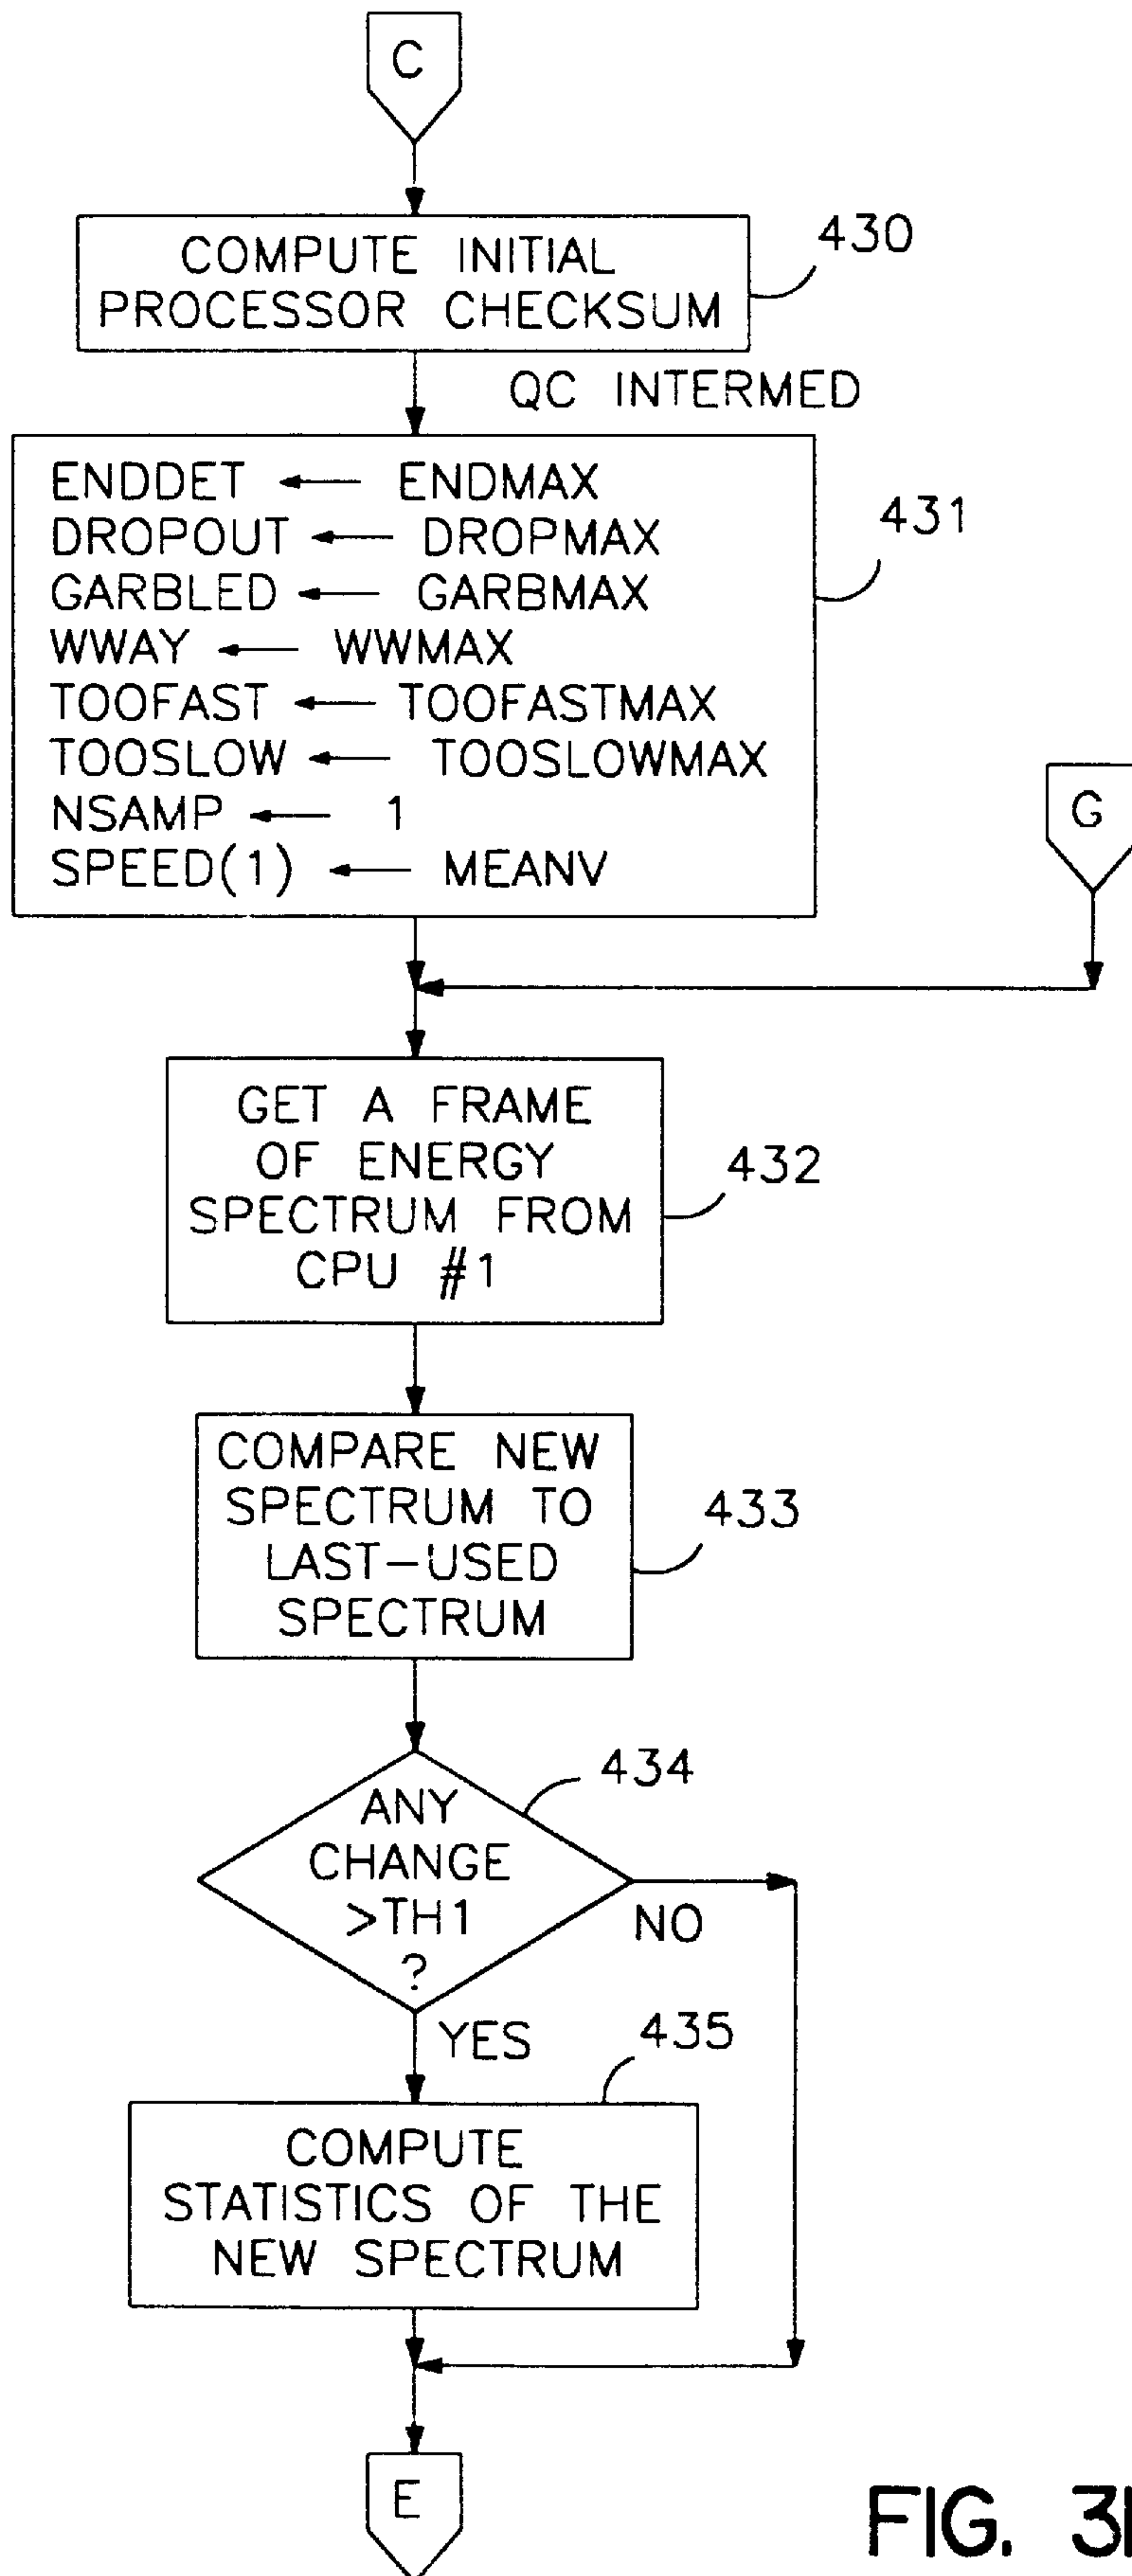 C
COMPUTE INITIAL
PROCESSOR CHECKSUM
430
QC INTERMED
ENDDET ← ENDMAX
DROPOUT ← DROPMAX
GARBLED ← GARBMAX
WWAY ← WWMAX
TOOFAST ← TOOFASTMAX
TOOSLOW ← TOOSLOWMAX
NSAMP ← 1
SPEED(1) ← MEANV
431
G
GET A FRAME
OF ENERGY
SPECTRUM FROM
CPU #1
432
COMPARE NEW
SPECTRUM TO
LAST-USED
SPECTRUM
433
ANY
CHANGE
>TH1
?
434
NO
YES
435
COMPUTE
STATISTICS OF THE
NEW SPECTRUM
E
FIG.